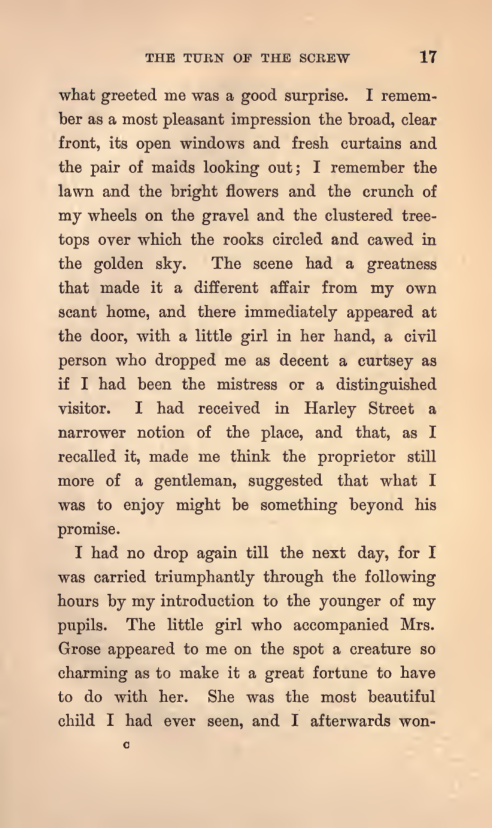 THE TURN OF THE SCREW 17
what greeted me was a good surprise. I remem-
ber as a most pleasant impression the broad, clear
front, its open windows and fresh curtains and
the pair of maids looking out; I remember the
lawn and the bright flowers and the crunch of
my wheels on the gravel and the clustered tree-
tops over which the rooks circled and cawed in
the golden sky. The scene had a greatness
that made it a different affair from my own
scant home, and there immediately appeared at
the door, with a little girl in her hand, a civil
person who dropped me as decent a curtsey as
if I had been the mistress or a distinguished
visitor. I had received in Harley Street a
narrower notion of the place, and that, as I
recalled it, made me think the proprietor still
more of a gentleman, suggested that what I
was to enjoy might be something beyond his
promise.
I had no drop again till the next day, for I
was carried triumphantly through the following
hours by my introduction to the younger of my
pupils. The little girl who accompanied Mrs.
Grose appeared to me on the spot a creature so
charming as to make it a great fortune to have
to do with her. She was the most beautiful
child I had ever seen, and I afterwards won-
C